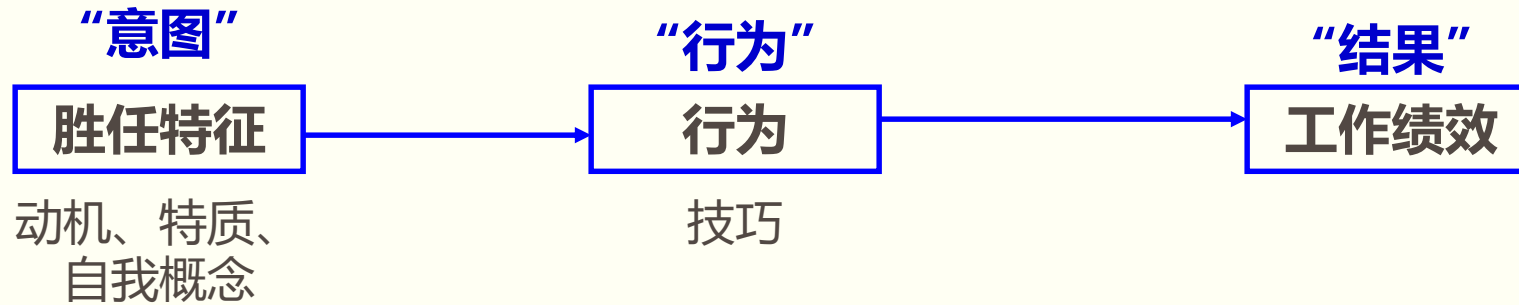 “意图”
“行为”
“结果”
胜任特征
行为
工作绩效
动机、特质、
自我概念
技巧